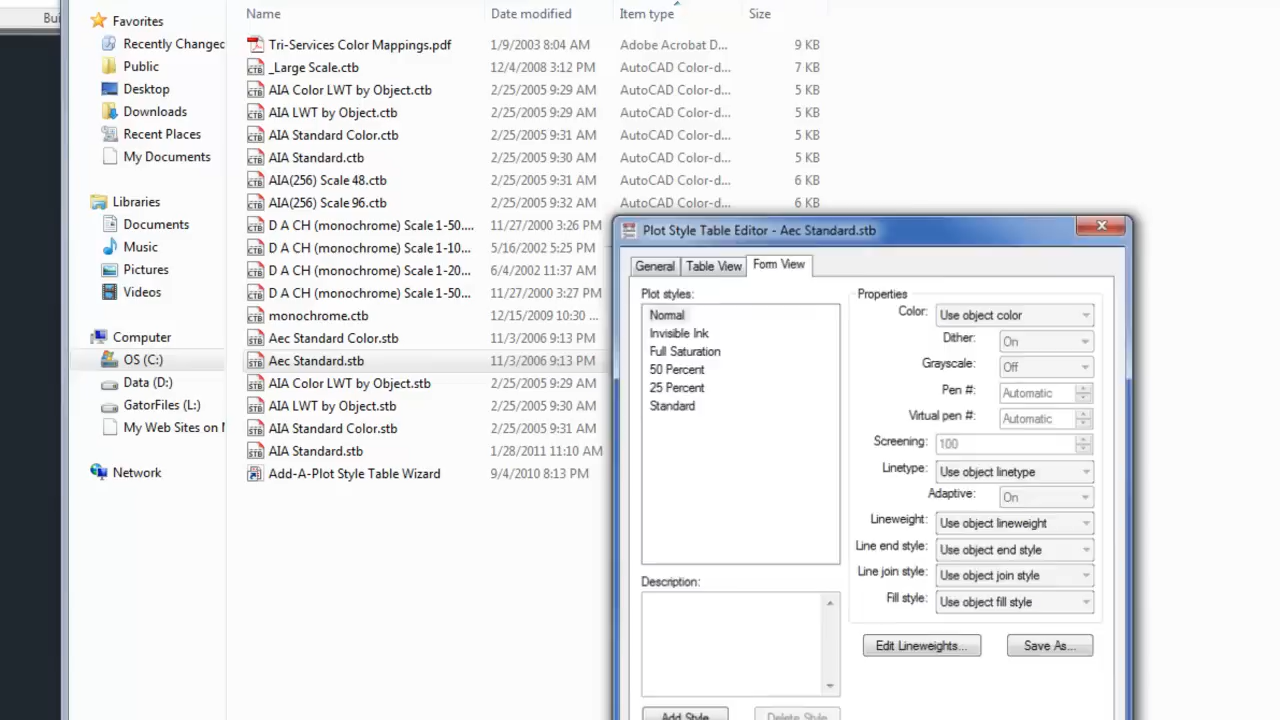 Bui
Favorites
Recently Changed
Public
Desktop
Downloads
Recent Places
My Documents
Libraries
Documents
Music
Pictures
Videos
Computer
OS (C:)
Data (D:)
GatorFiles (L:)
My Web Sites on
Network
Name Date modified Item type Size
Tri-Services Color Mappings.pdf 1/9/2003 8:04 AM Adobe Acrobat D... 9 KB
_Large Scale.ctb 12/4/2008 3:12 PM AutoCAD Color-d... 7 KB
AIA Color LWT by Object.ctb 2/25/2005 9:29 AM AutoCAD Color-d... 5 KB
AIA LWT by Object.ctb 2/25/2005 9:29 AM AutoCAD Color-d... 5 KB
AIA Standard Color.ctb 2/25/2005 9:31 AM AutoCAD Color-d... 5 KB
AIA Standard.ctb 2/25/2005 9:30 AM AutoCAD Color-d... 5 KB
AIA(256) Scale 48.ctb 2/25/2005 9:31 AM AutoCAD Color-d... 6 KB
AIA(256) Scale 96.ctb 2/25/2005 9:32 AM AutoCAD Color-d... 6 KB
D A CH (monochrome) Scale 1-50.... 11/27/2000 3:26 PM
D A CH (monochrome) Scale 1-10... 5/16/2002 5:25 PM
D A CH (monochrome) Scale 1-20... 6/4/2002 11:37 AM
D A CH (monochrome) Scale 1-50... 11/27/2000 3:27 PM
monochrome.ctb 12/15/2009 10:30 ...
Aec Standard Color.stb 11/3/2006 9:13 PM
Aec Standard.stb 11/3/2006 9:13 PM
AIA Color LWT by Object.stb 2/25/2005 9:29 AM
AIA LWT by Object.stb 2/25/2005 9:30 AM
AIA Standard Color.stb 2/25/2005 9:31 AM
AIA Standard.stb 1/28/2011 11:10 AM
Add-A-Plot Style Table Wizard 9/4/2010 8:13 PM
Plot Style Table Editor - Aec Standard.stb
General Table View Form View
Plot styles:
Normal
Invisible Ink
Full Saturation
50 Percent
25 Percent
Standard
Description:
Add Style Delete Style
Properties
Color: Use object color
Dither: On
Grayscale: Off
Pen #: Automatic
Virtual pen #: Automatic
Screening: 100
Linetype: Use object linetype
Adaptive: On
Lineweight: Use object lineweight
Line end style: Use object end style
Line join style: Use object join style
Fill style: Use object fill style
Edit Lineweights... Save As...